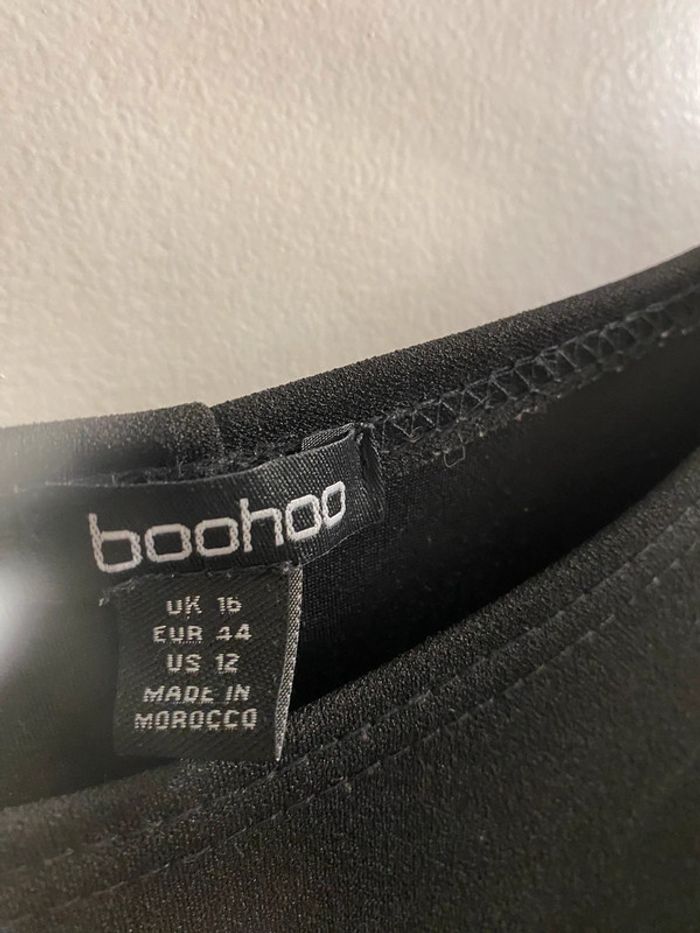 boohoo
UK 16
EUR 44
US 12
MADE IN
MOROCCO